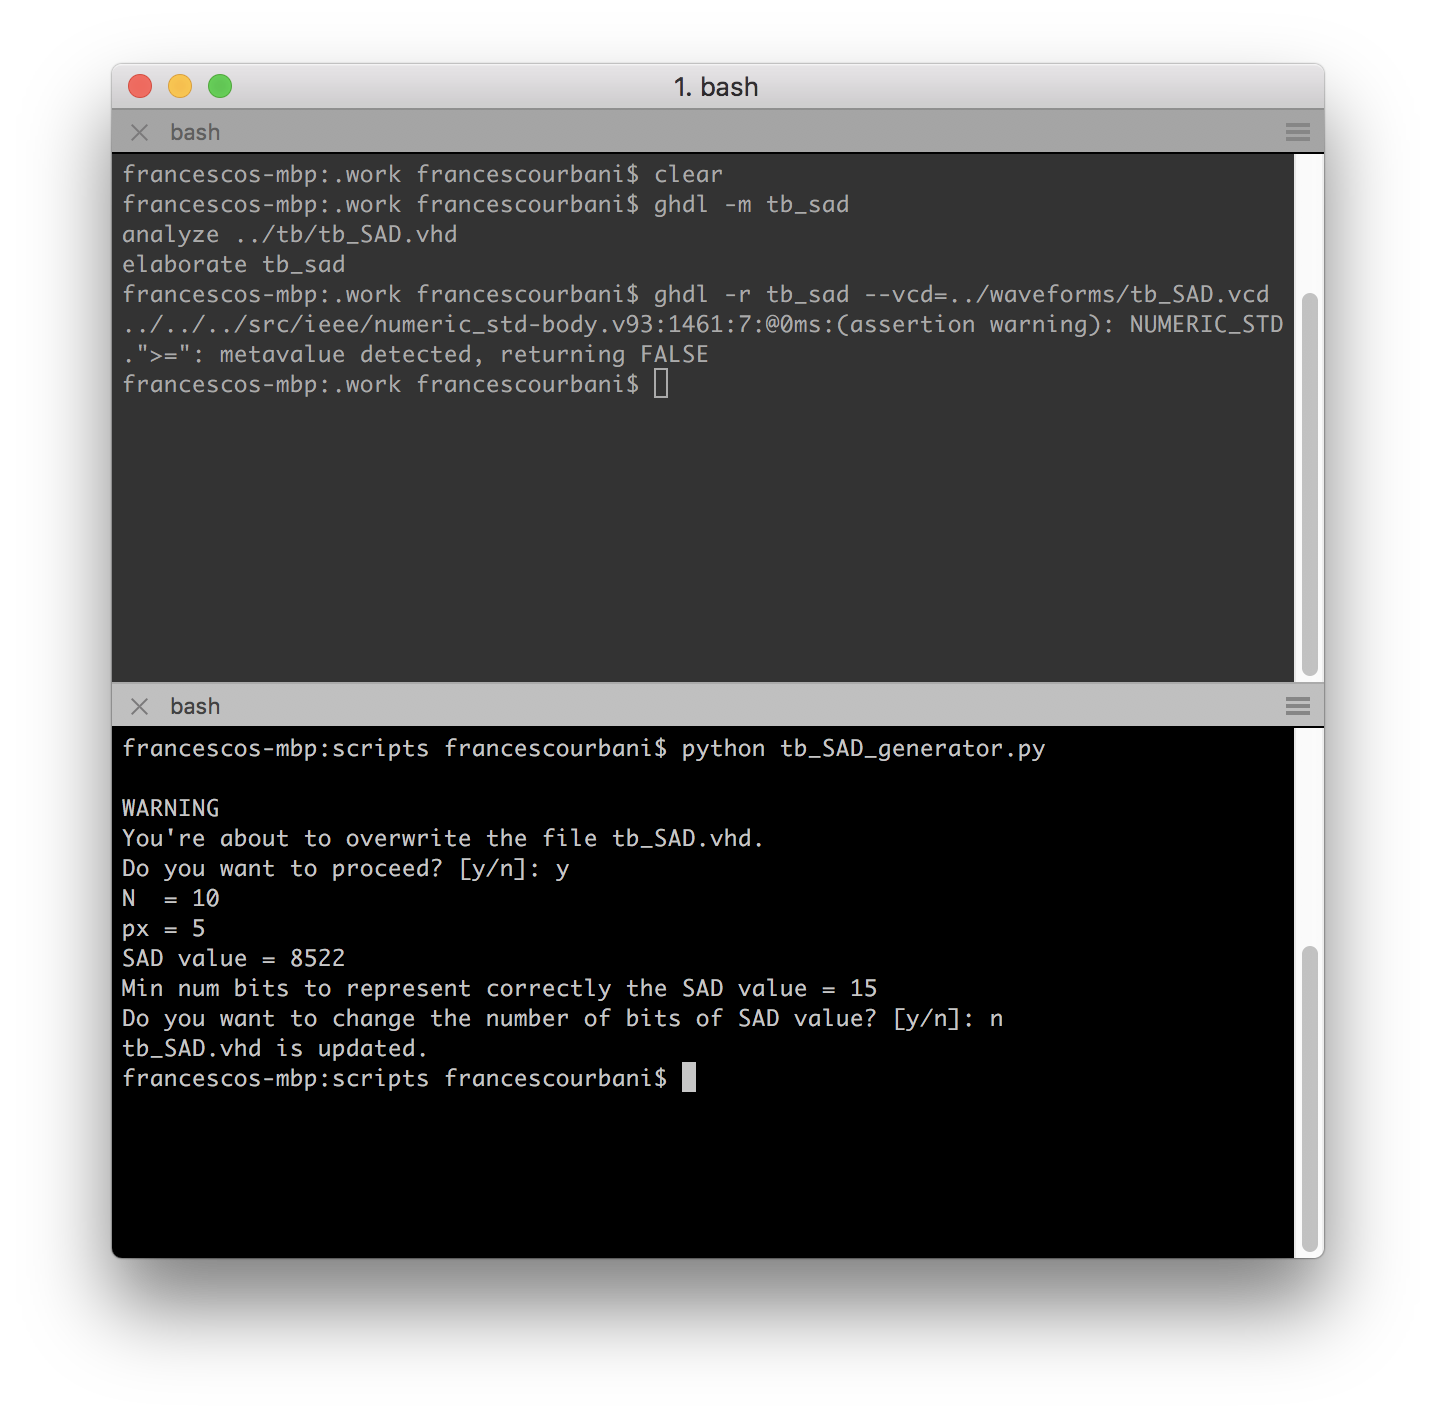 1. bash
bash
francescos-mbp:.work francescourbani$ clear
francescos-mbp:.work francescourbani$ ghdl -m tb_sad
analyze ../tb/tb_SAD.vhd
elaborate tb_sad
francescos-mbp:.work francescourbani$ ghdl -r tb_sad --vcd=../waveforms/tb_SAD.vcd
../../../src/ieee/numeric_std-body.v93:1461:7:@0ms:(assertion warning): NUMERIC_STD
.">=": metavalue detected, returning FALSE
francescos-mbp:.work francescourbani$
bash
francescos-mbp:scripts francescourbani$ python tb_SAD_generator.py
WARNING
You're about to overwrite the file tb_SAD.vhd.
Do you want to proceed? [y/n]: y
N  = 10
px = 5
SAD value = 8522
Min num bits to represent correctly the SAD value = 15
Do you want to change the number of bits of SAD value? [y/n]: n
tb_SAD.vhd is updated.
francescos-mbp:scripts francescourbani$